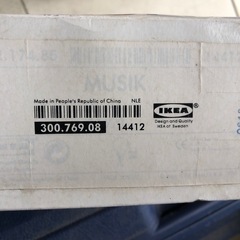 MUSIK
Made in People's Republic of China NLE
300.769.08 14412
IKEA
Design and Quality
IKEA of Sweden